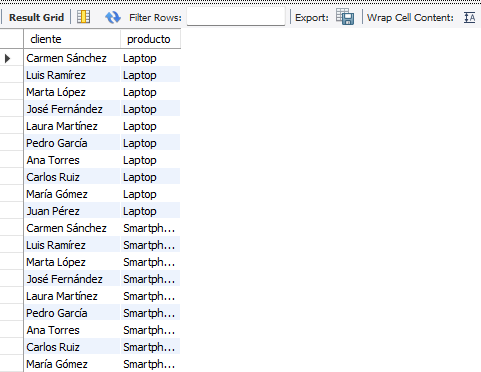 Result Grid Filter Rows: Export: Wrap Cell Content: IA
cliente producto
Carmen Sánchez Laptop
Luis Ramírez Laptop
Marta López Laptop
José Fernández Laptop
Laura Martínez Laptop
Pedro García Laptop
Ana Torres Laptop
Carlos Ruiz Laptop
María Gómez Laptop
Juan Pérez Laptop
Carmen Sánchez Smartph...
Luis Ramírez Smartph...
Marta López Smartph...
José Fernández Smartph...
Laura Martínez Smartph...
Pedro García Smartph...
Ana Torres Smartph...
Carlos Ruiz Smartph...
María Gómez Smartph...